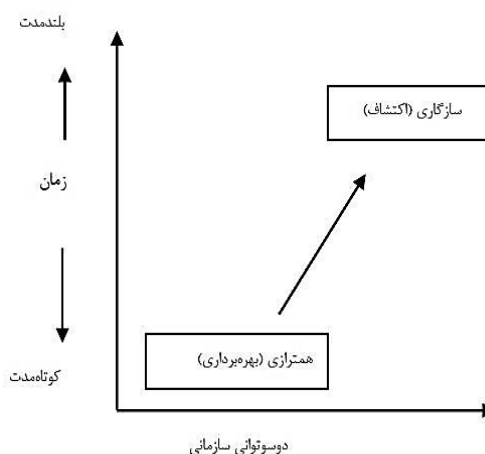 بلندمدت
سازگاری (اکتشاف)
زمان
همترازی (بهره‌برداری)
کوتاه‌مدت
دوسوتوانی سازمانی